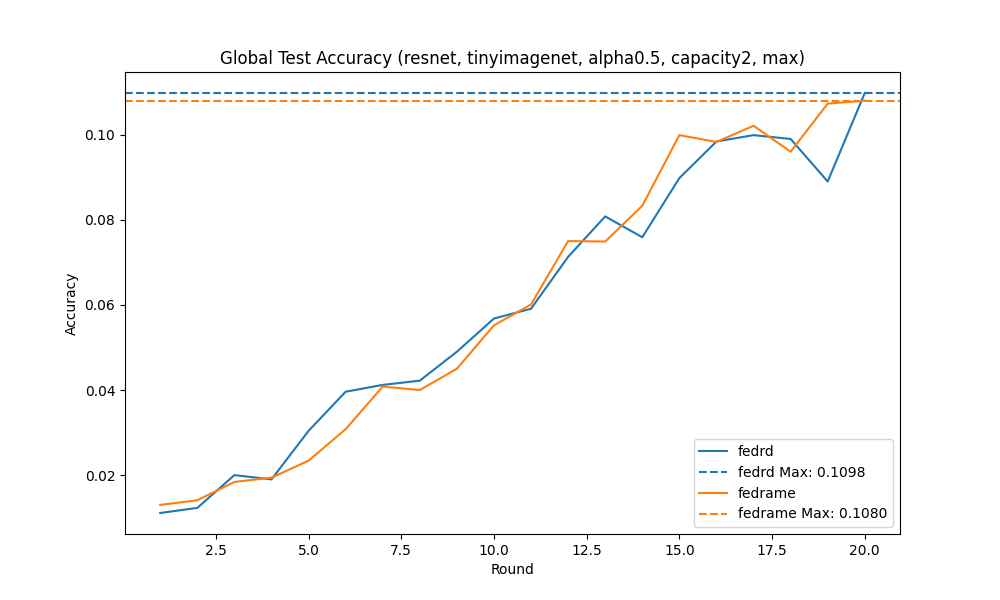 Global Test Accuracy (resnet, tinyimagenet, alpha0.5, capacity2, max)
Accuracy
0.10
0.08
0.06
0.04
0.02
fedrd
fedrd Max: 0.1098
fedrame
fedrame Max: 0.1080
2.5 5.0 7.5 10.0 12.5 15.0 17.5 20.0
Round